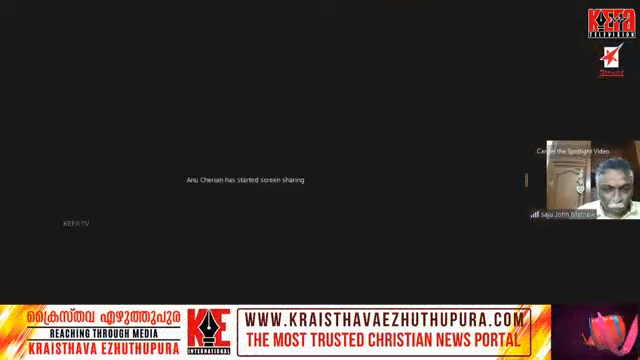 KEFA
TELEVISION
Cancel the Spotlight Video
Anu Cherian has started screen sharing
saju John Mathew
KEFA TV
ക്രൈസ്തവ എഴുത്തുപുര
REACHING THROUGH MEDIA
KRAISTHAVA EZHUTHUPURA
KE
INTERNATIONAL
WWW.KRAISTHAVAEZHUTHUPURA.COM
THE MOST TRUSTED CHRISTIAN NEWS PORTAL